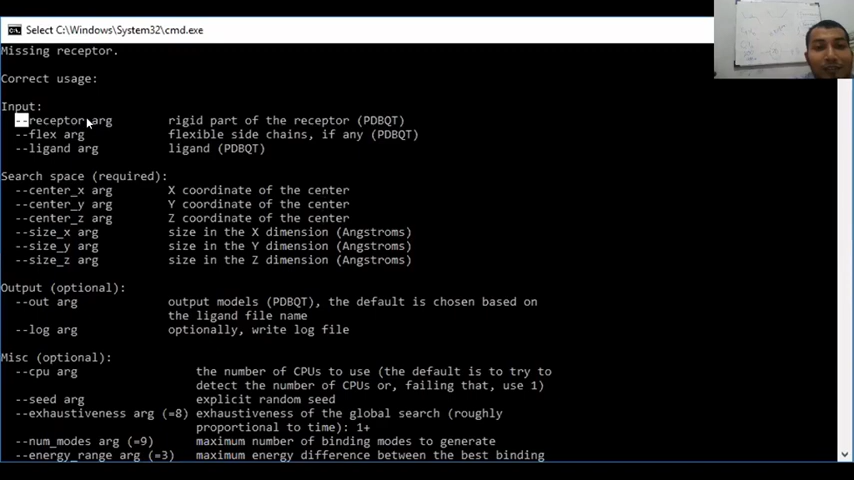 Select C:\Windows\System32\cmd.exe
Missing receptor.
Correct usage:
Input:
--receptor arg rigid part of the receptor (PDBQT)
--flex arg flexible side chains, if any (PDBQT)
--ligand arg ligand (PDBQT)
Search space (required):
--center_x arg X coordinate of the center
--center_y arg Y coordinate of the center
--center_z arg Z coordinate of the center
--size_x arg size in the X dimension (Angstroms)
--size_y arg size in the Y dimension (Angstroms)
--size_z arg size in the Z dimension (Angstroms)
Output (optional):
--out arg output models (PDBQT), the default is chosen based on
the ligand file name
--log arg optionally, write log file
Misc (optional):
--cpu arg the number of CPUs to use (the default is to try to
detect the number of CPUs or, failing that, use 1)
--seed arg explicit random seed
--exhaustiveness arg (=8) exhaustiveness of the global search (roughly
proportional to time): 1+
--num_modes arg (=9) maximum number of binding modes to generate
--energy_range arg (=3) maximum energy difference between the best binding